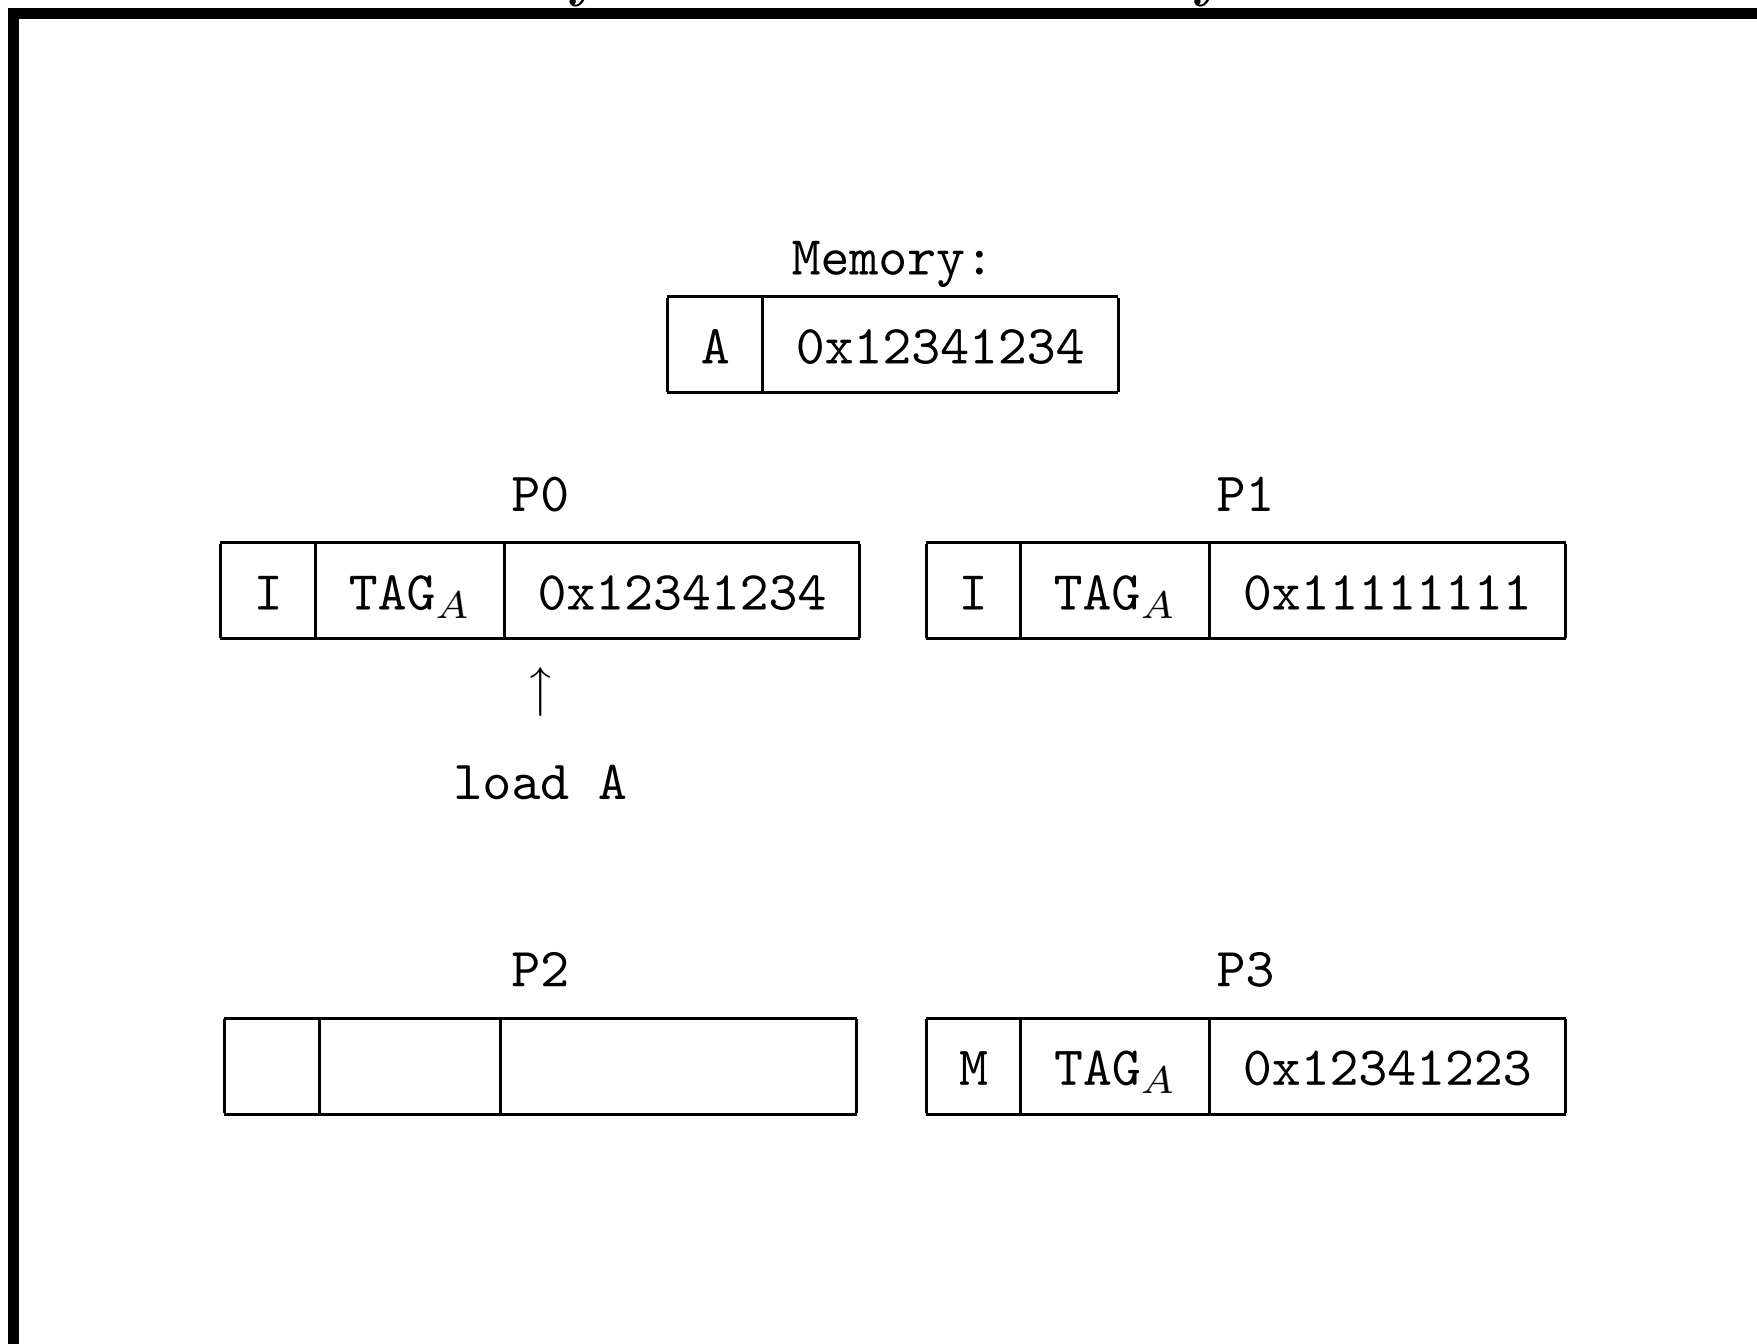 Memory:
A 0x12341234
P0 P1
I TAG_A 0x12341234 I TAG_A 0x11111111
↑
load A
P2 P3
M TAG_A 0x12341223